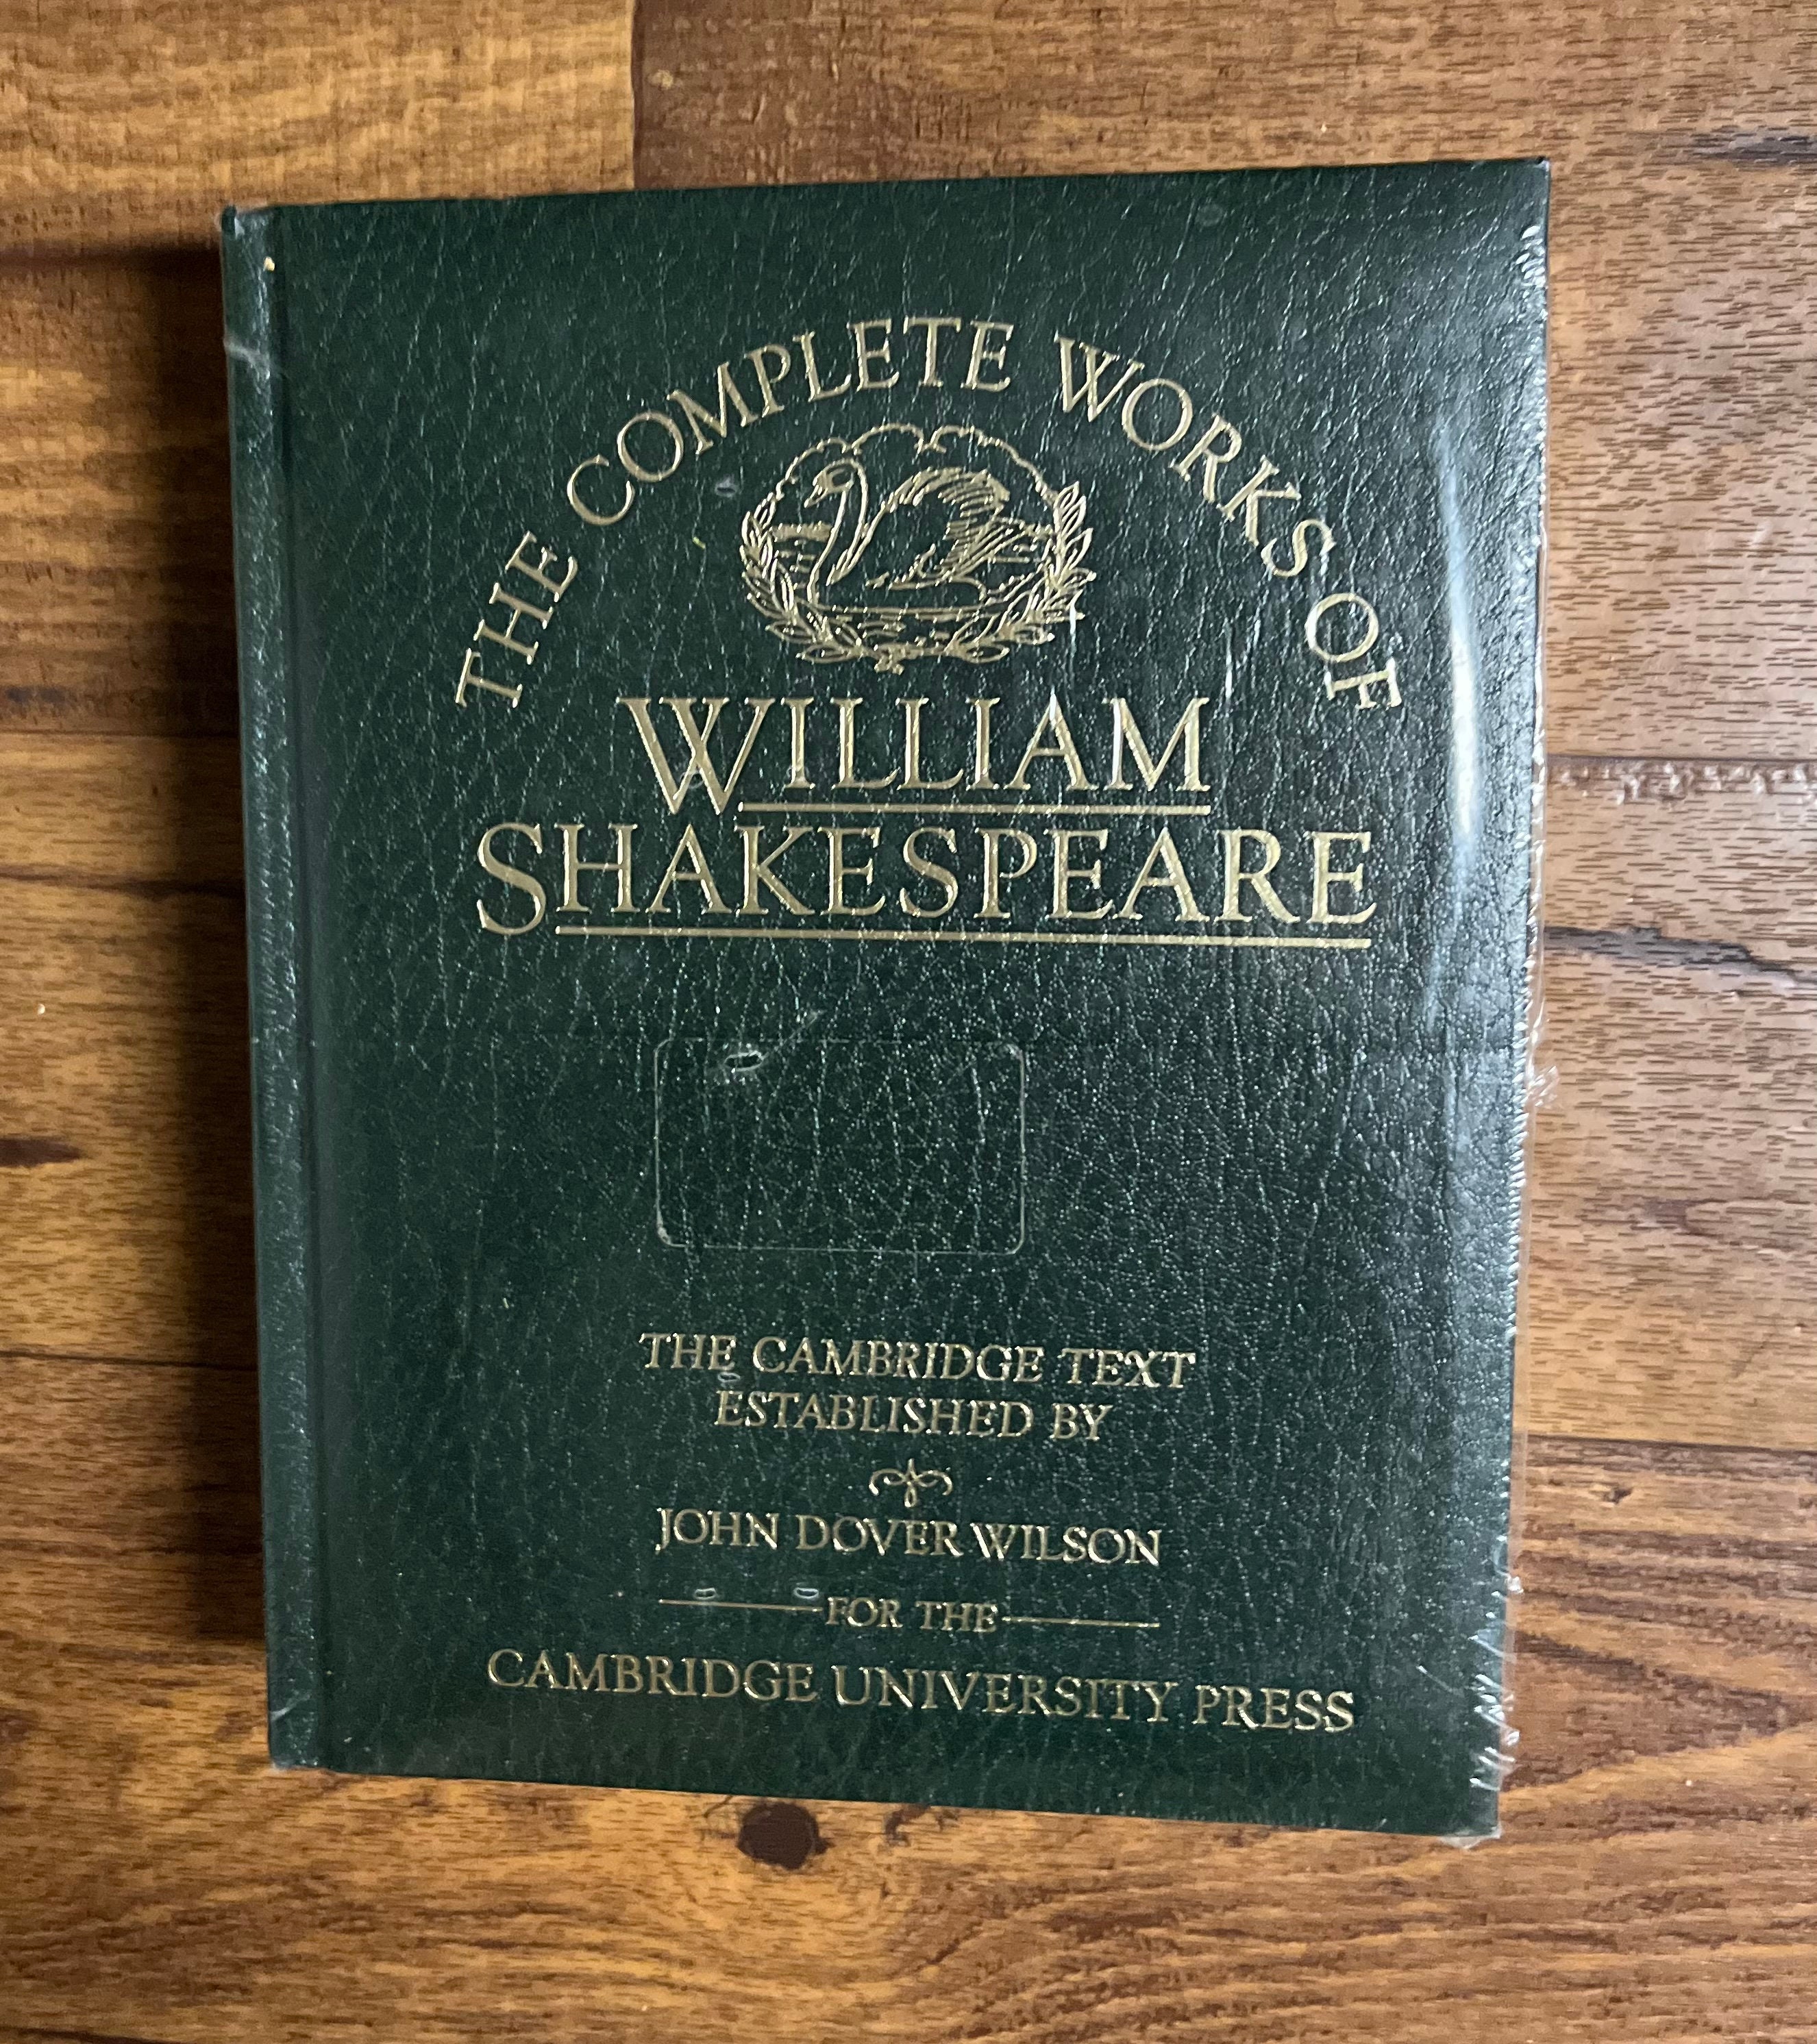 THE COMPLETE WORKS OF
WILLIAM
SHAKESPEARE
THE CAMBRIDGE TEXT
ESTABLISHED BY
JOHN DOVER WILSON
FOR THE
CAMBRIDGE UNIVERSITY PRESS